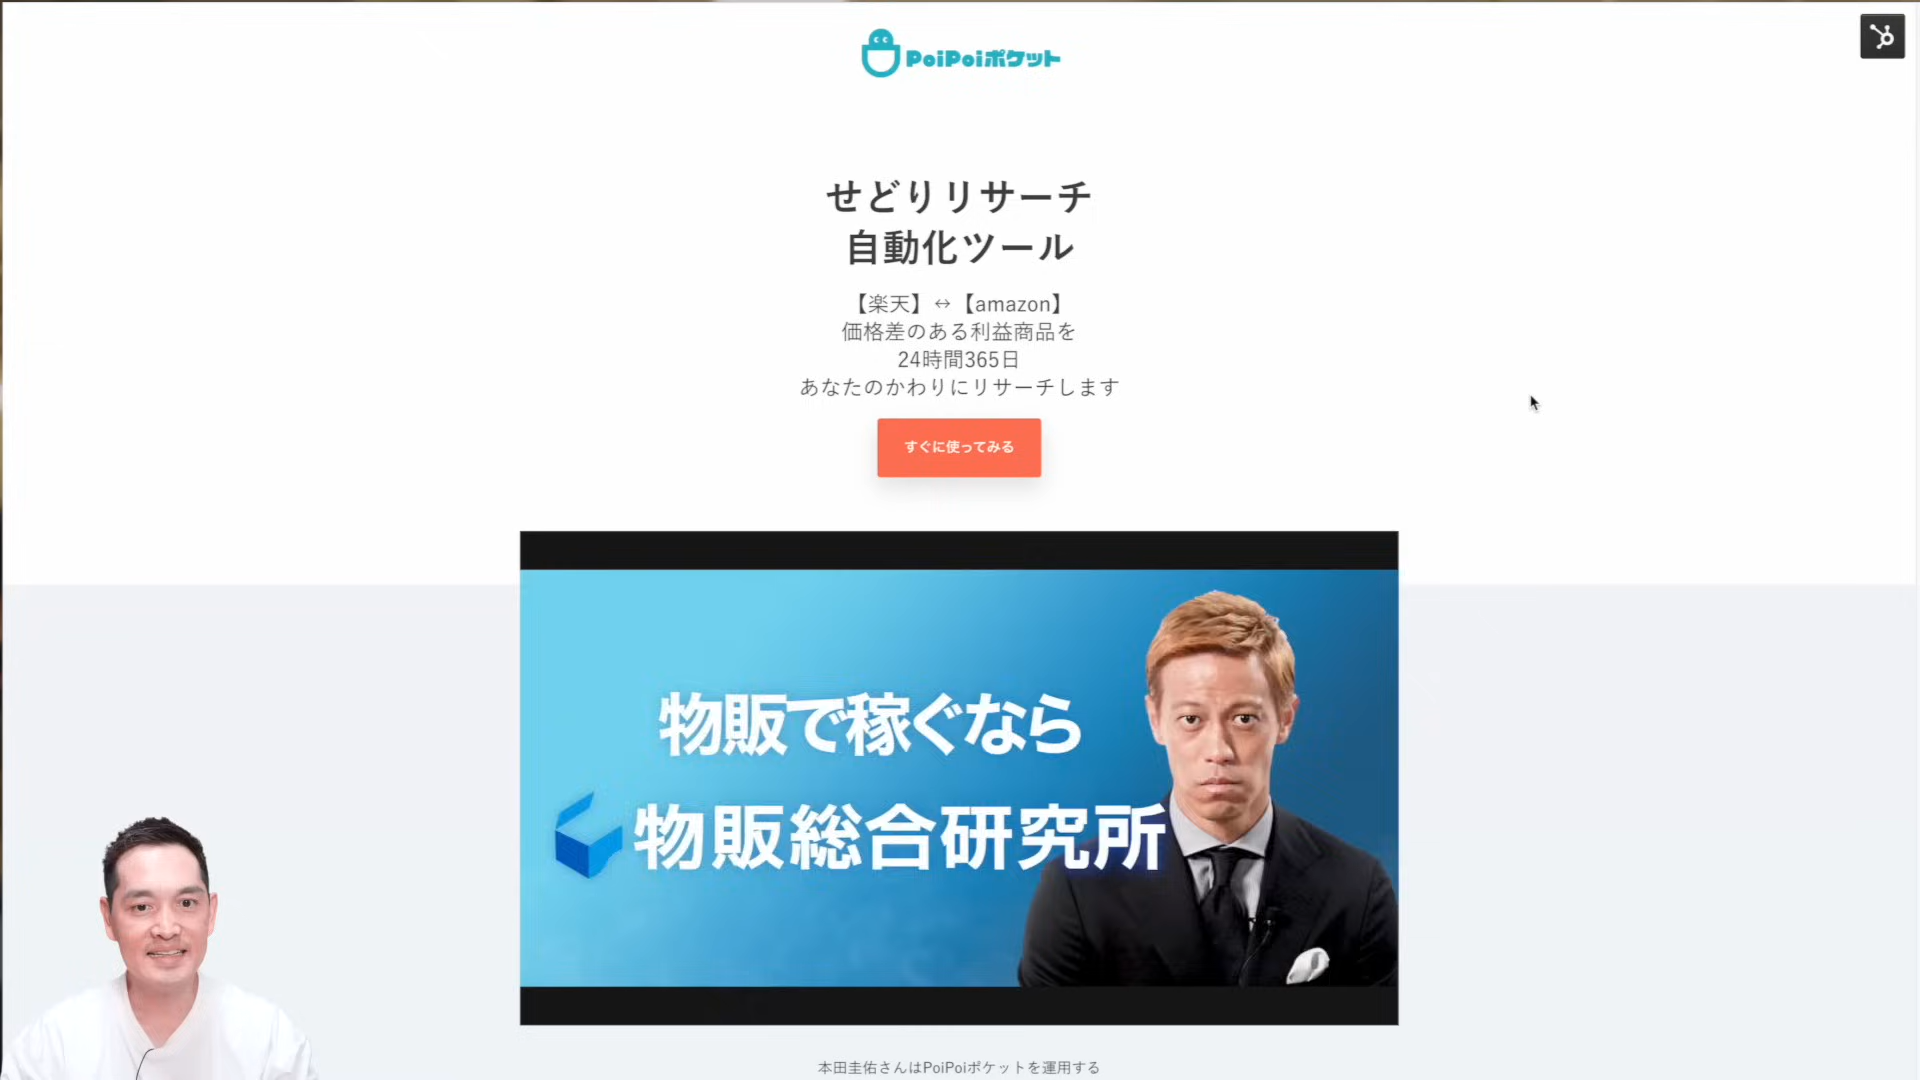 PoiPoiポケット
せどりリサーチ
自動化ツール
【楽天】↔【amazon】
価格差のある利益商品を
24時間365日
あなたのかわりにリサーチします
すぐに使ってみる
物販で稼ぐなら
物販総合研究所
本田圭佑さんはPoiPoiポケットを運用する